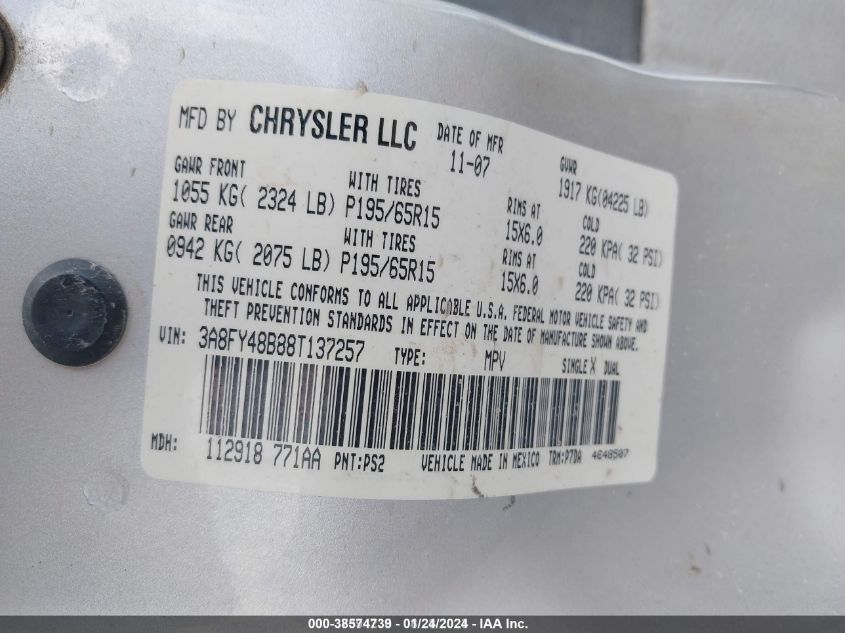 MFD BY CHRYSLER LLC DATE OF MFR 11-07 GVWR 1917 KG(04225 LB)
GAWR FRONT WITH TIRES RIMS AT COLD
1055 KG( 2324 LB) P195/65R15 15X6.0 220 KPA( 32 PSI)
GAWR REAR WITH TIRES RIMS AT COLD
0942 KG( 2075 LB) P195/65R15 15X6.0 220 KPA( 32 PSI)
THIS VEHICLE CONFORMS TO ALL APPLICABLE U.S.A. FEDERAL MOTOR VEHICLE SAFETY AND
THEFT PREVENTION STANDARDS IN EFFECT ON THE DATE OF MANUFACTURE SHOWN ABOVE.
VIN: 3A8FY48B88T137257 TYPE: MPV SINGLE X DUAL
MDH: 112918 771AA PNT:PS2 VEHICLE MADE IN MEXICO TRM:P7DA 4648507
000-38574739 - 01/24/2024 - IAA Inc.